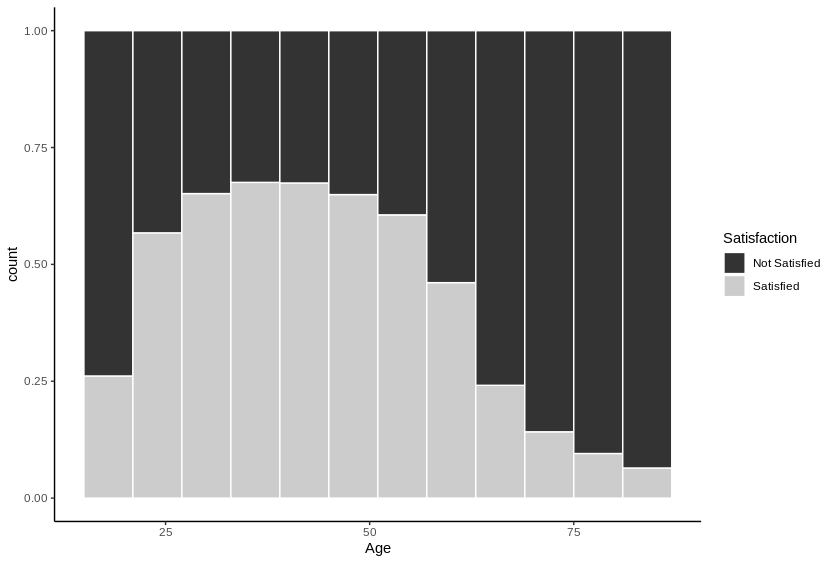 1.00
0.75
0.50
0.25
0.00
count
25 50 75
Age
Satisfaction
Not Satisfied
Satisfied